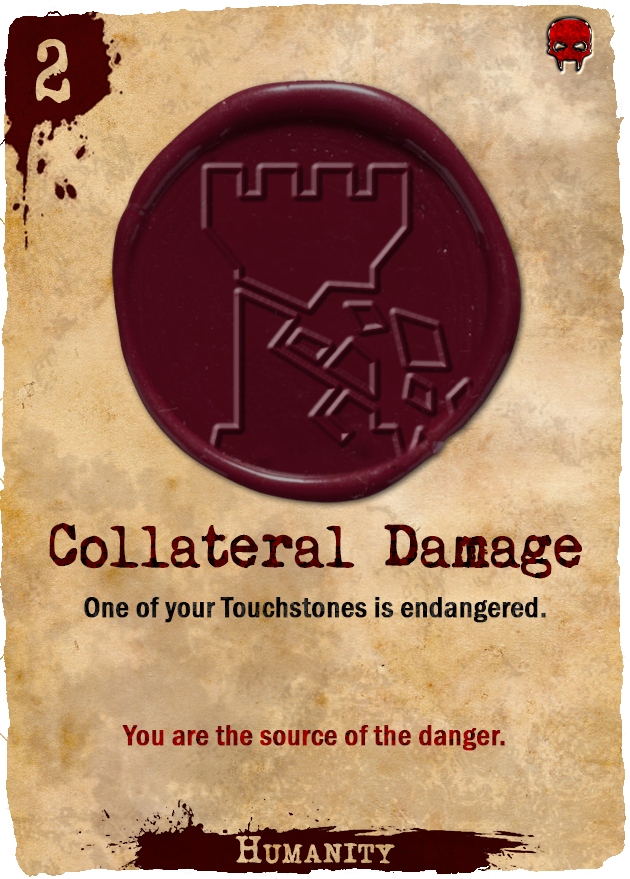 2
Collateral Damage
One of your Touchstones is endangered.
You are the source of the danger.
Humanity